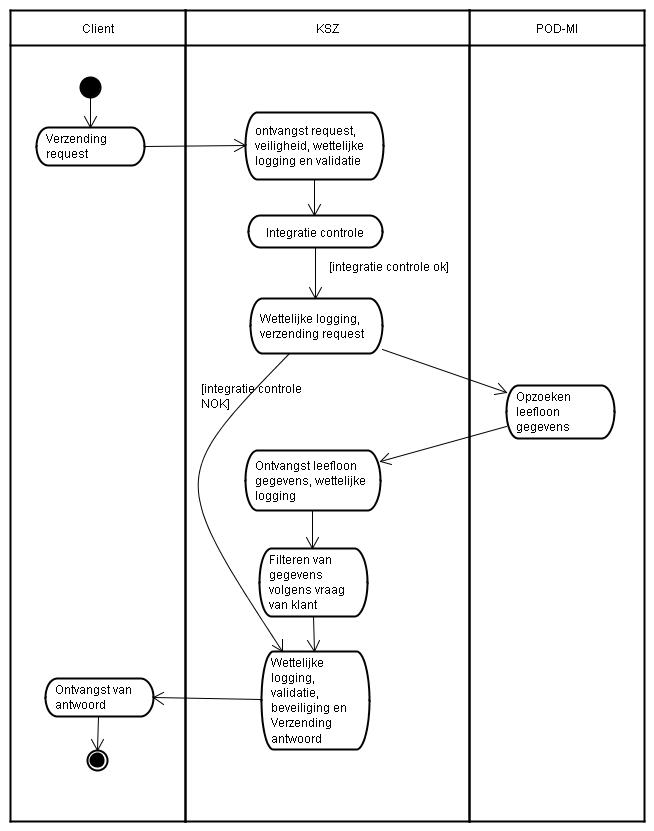 Client
KSZ
POD-MI
Verzending
request
ontvangst request,
veiligheid, wettelijke
logging en validatie
Integratie controle
[integratie controle ok]
Wettelijke logging,
verzending request
[integratie controle
NOK]
Opzoeken
leefloon
gegevens
Ontvangst leefloon
gegevens, wettelijke
logging
Filteren van
gegevens
volgens vraag
van klant
Wettelijke
logging,
validatie,
beveiliging en
Verzending
antwoord
Ontvangst van
antwoord